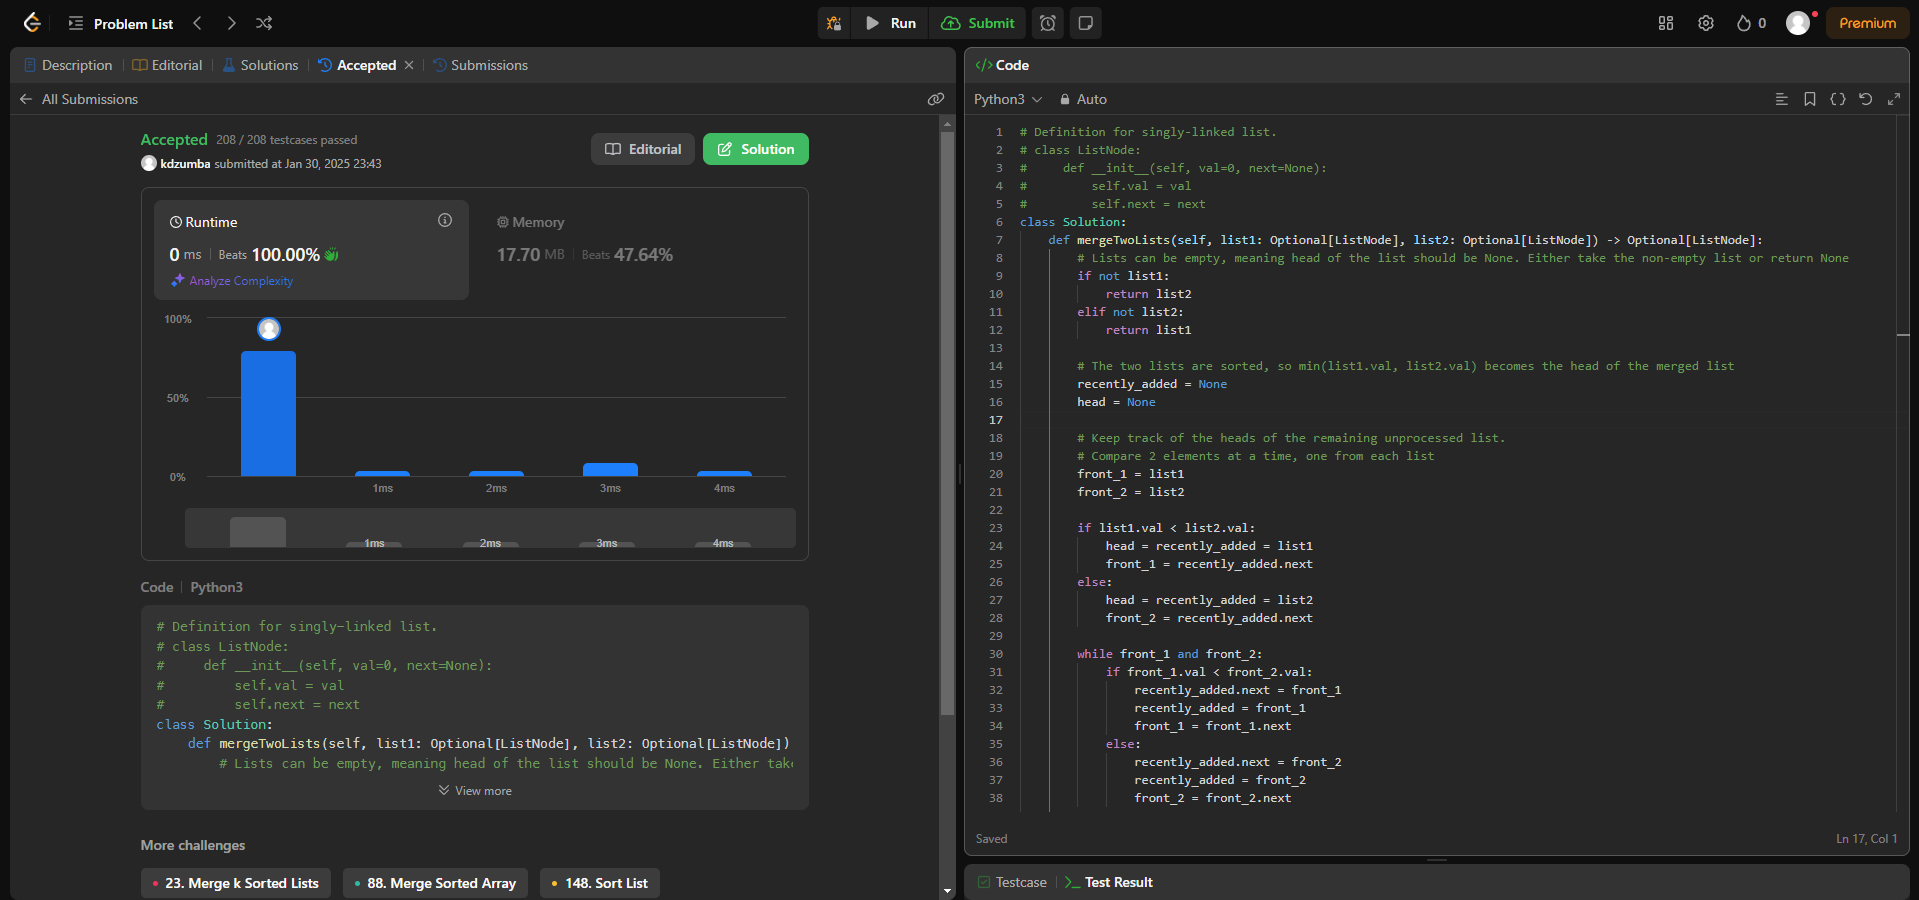 Problem List
Run
Submit
0
Premium
Description
Editorial
Solutions
Accepted
Submissions
All Submissions
Accepted 208 / 208 testcases passed
kdzumba submitted at Jan 30, 2025 23:43
Editorial
Solution
Runtime
0 ms | Beats 100.00%
Analyze Complexity
Memory
17.70 MB | Beats 47.64%
100%
50%
0%
1ms 2ms 3ms 4ms
1ms 2ms 3ms 4ms
Code | Python3
# Definition for singly-linked list.
# class ListNode:
#     def __init__(self, val=0, next=None):
#         self.val = val
#         self.next = next
class Solution:
    def mergeTwoLists(self, list1: Optional[ListNode], list2: Optional[ListNode])
        # Lists can be empty, meaning head of the list should be None. Either take
View more
More challenges
23. Merge k Sorted Lists
88. Merge Sorted Array
148. Sort List
</> Code
Python3
Auto
1 # Definition for singly-linked list.
2 # class ListNode:
3 #     def __init__(self, val=0, next=None):
4 #         self.val = val
5 #         self.next = next
6 class Solution:
7     def mergeTwoLists(self, list1: Optional[ListNode], list2: Optional[ListNode]) -> Optional[ListNode]:
8         # Lists can be empty, meaning head of the list should be None. Either take the non-empty list or return None
9         if not list1:
10             return list2
11         elif not list2:
12             return list1
13
14         # The two lists are sorted, so min(list1.val, list2.val) becomes the head of the merged list
15         recently_added = None
16         head = None
17
18         # Keep track of the heads of the remaining unprocessed list.
19         # Compare 2 elements at a time, one from each list
20         front_1 = list1
21         front_2 = list2
22
23         if list1.val < list2.val:
24             head = recently_added = list1
25             front_1 = recently_added.next
26         else:
27             head = recently_added = list2
28             front_2 = recently_added.next
29
30         while front_1 and front_2:
31             if front_1.val < front_2.val:
32                 recently_added.next = front_1
33                 recently_added = front_1
34                 front_1 = front_1.next
35             else:
36                 recently_added.next = front_2
37                 recently_added = front_2
38                 front_2 = front_2.next
Saved
Ln 17, Col 1
Testcase
Test Result